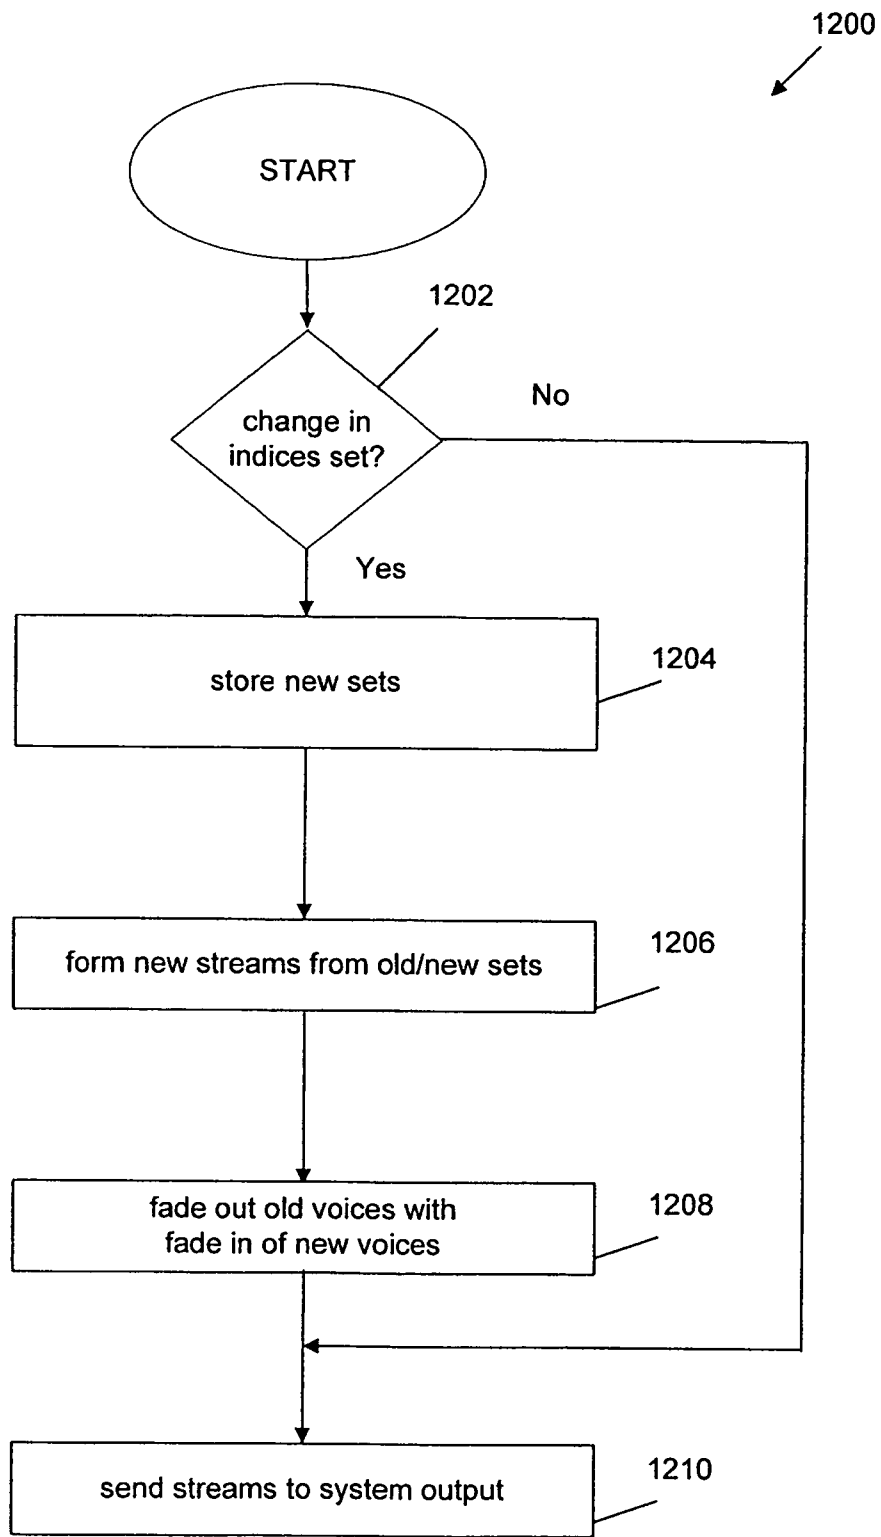 1200
START
1202
No
change in
indices set?
Yes
store new sets
1204
form new streams from old/new sets
1206
fade out old voices with
fade in of new voices
1208
send streams to system output
1210